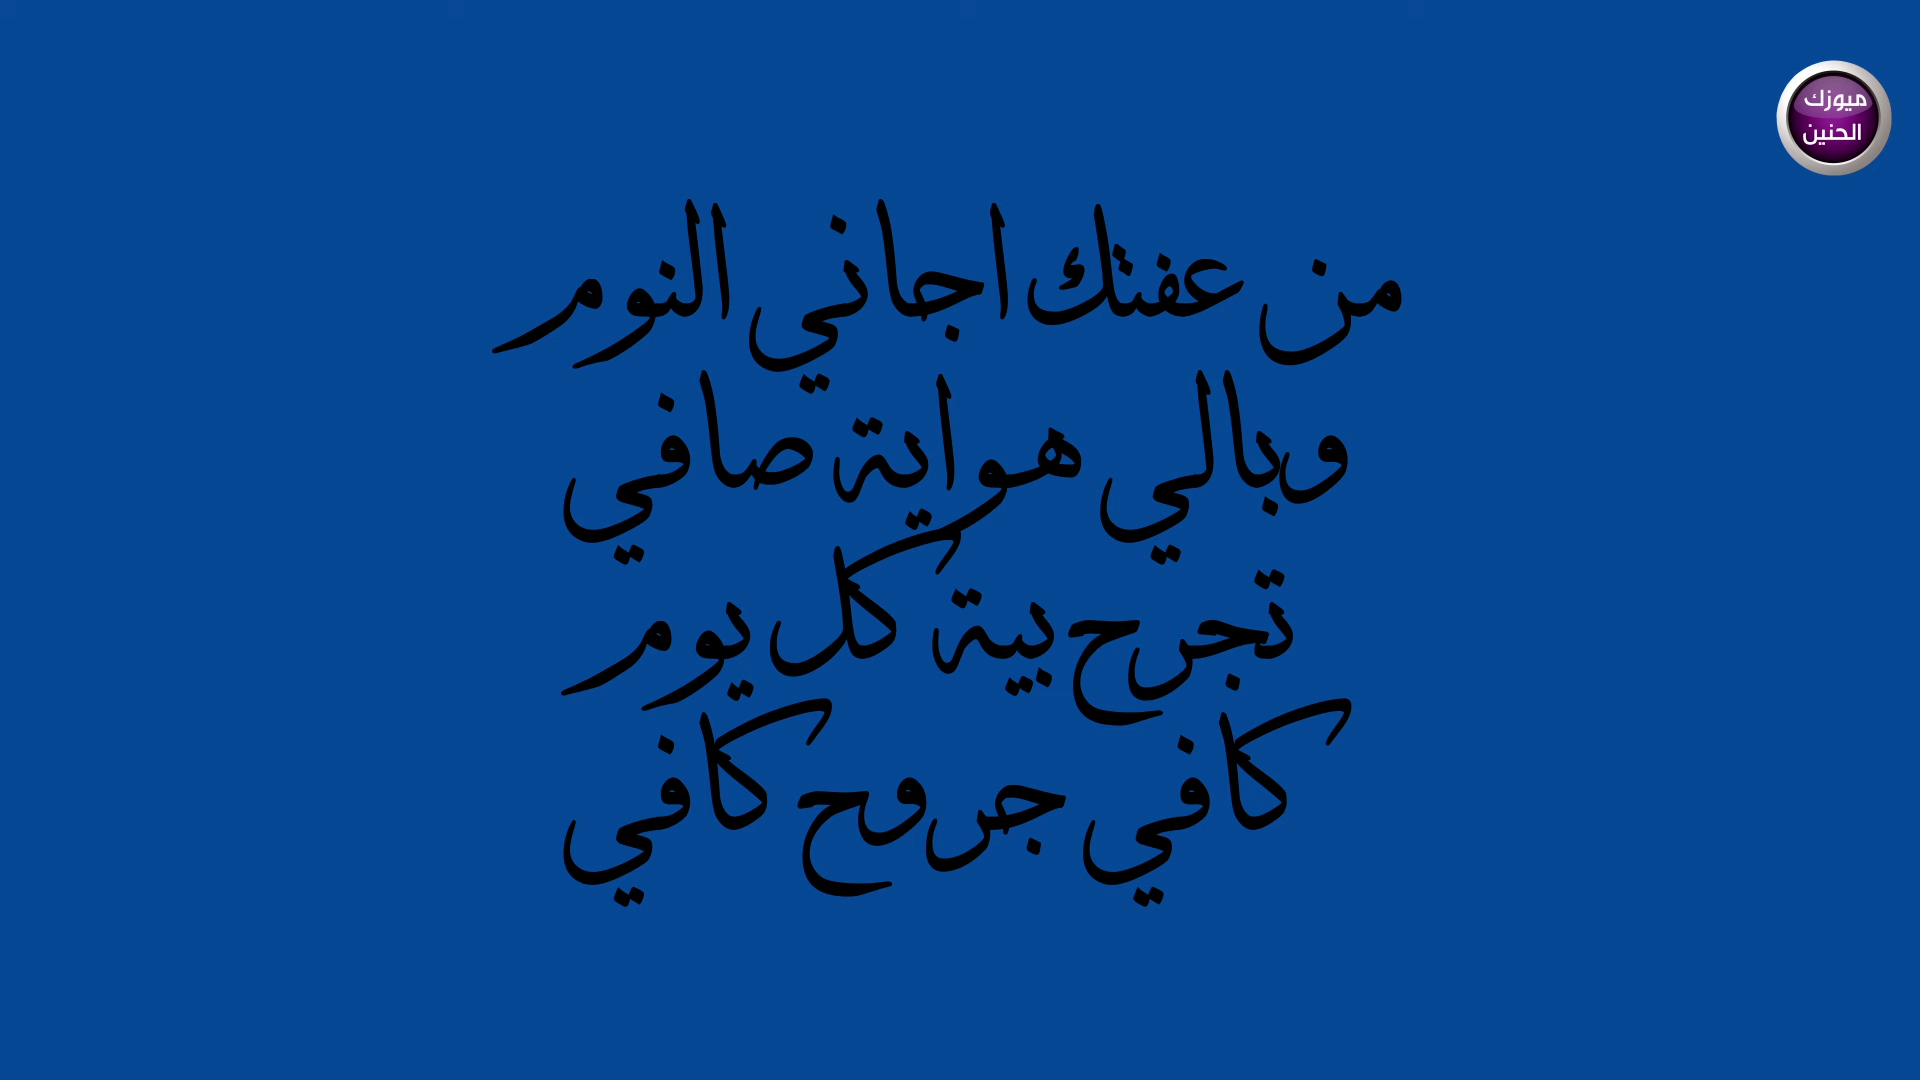 ميوزك
الحنين
من عفتك اجاني النوم
وبالي هواية صافي
تجرح بية كل يوم
كافي جروح كافي